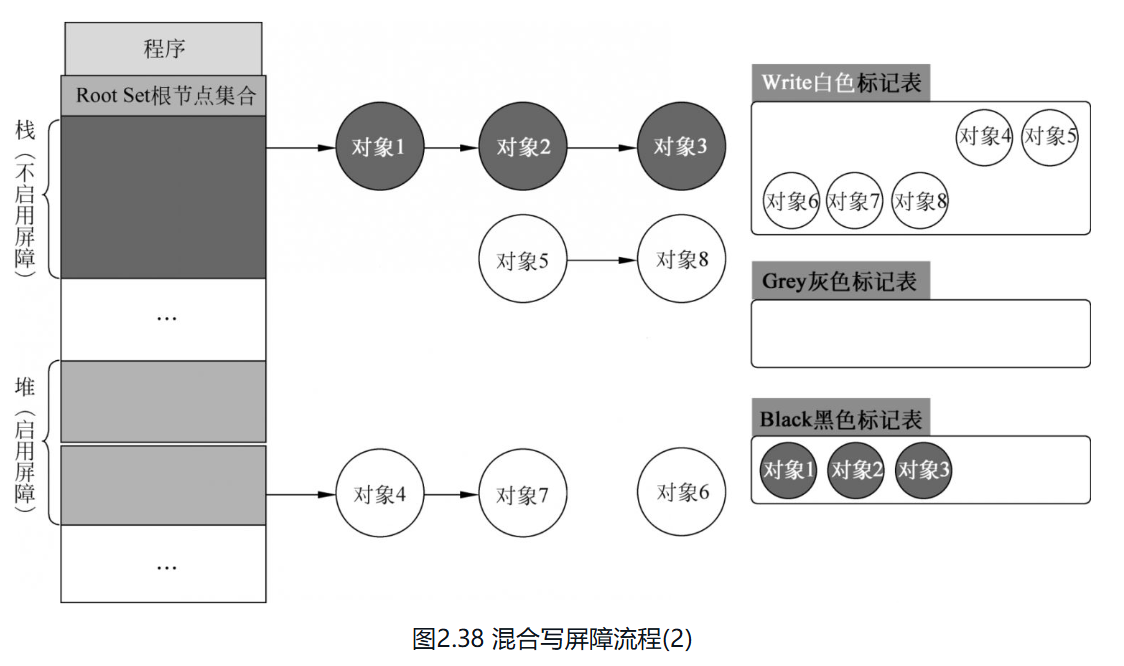 程序
Root Set根节点集合
栈（不启用屏障）
…
堆（启用屏障）
…
对象1
对象2
对象3
对象5
对象8
对象4
对象7
对象6
Write白色标记表
对象4 对象5
对象6 对象7 对象8
Grey灰色标记表
Black黑色标记表
对象1 对象2 对象3
图2.38 混合写屏障流程(2)